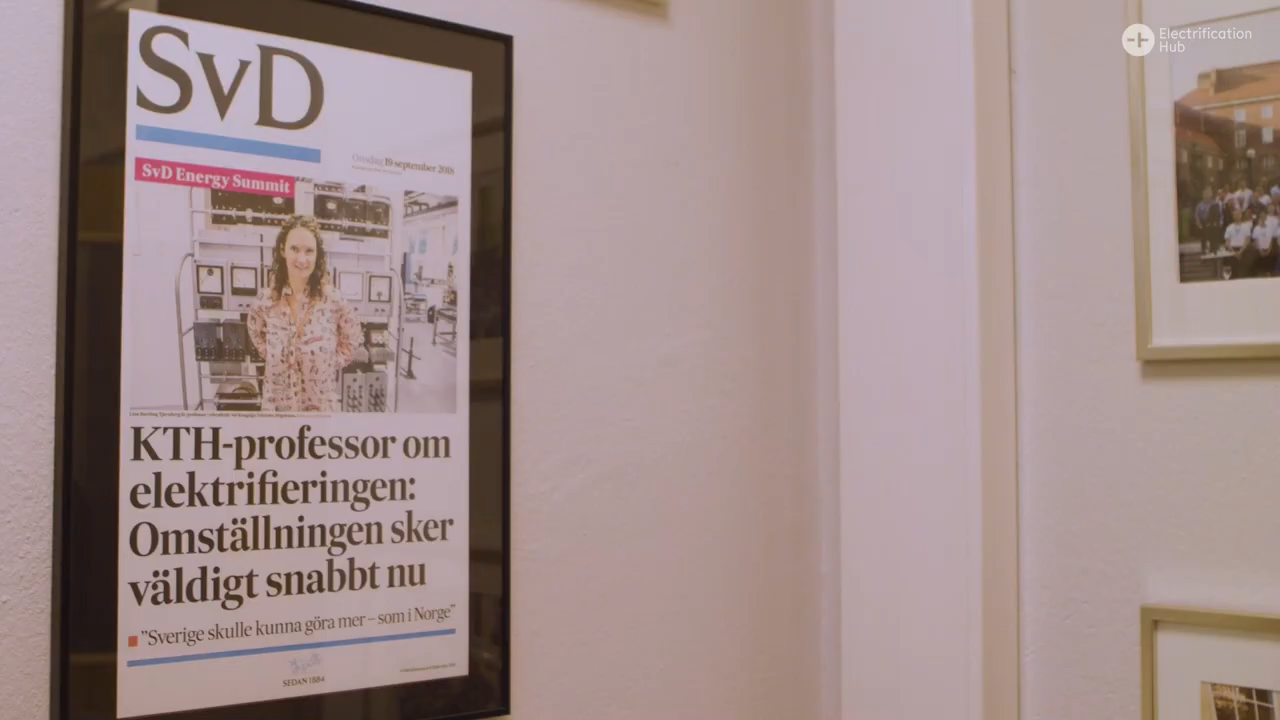 SvD
Onsdag 19 september 2018
SvD Energy Summit
KTH-professor om
elektrifieringen:
Omställningen sker
väldigt snabbt nu
"Sverige skulle kunna göra mer – som i Norge"
SEDAN 1884
Electrification
Hub